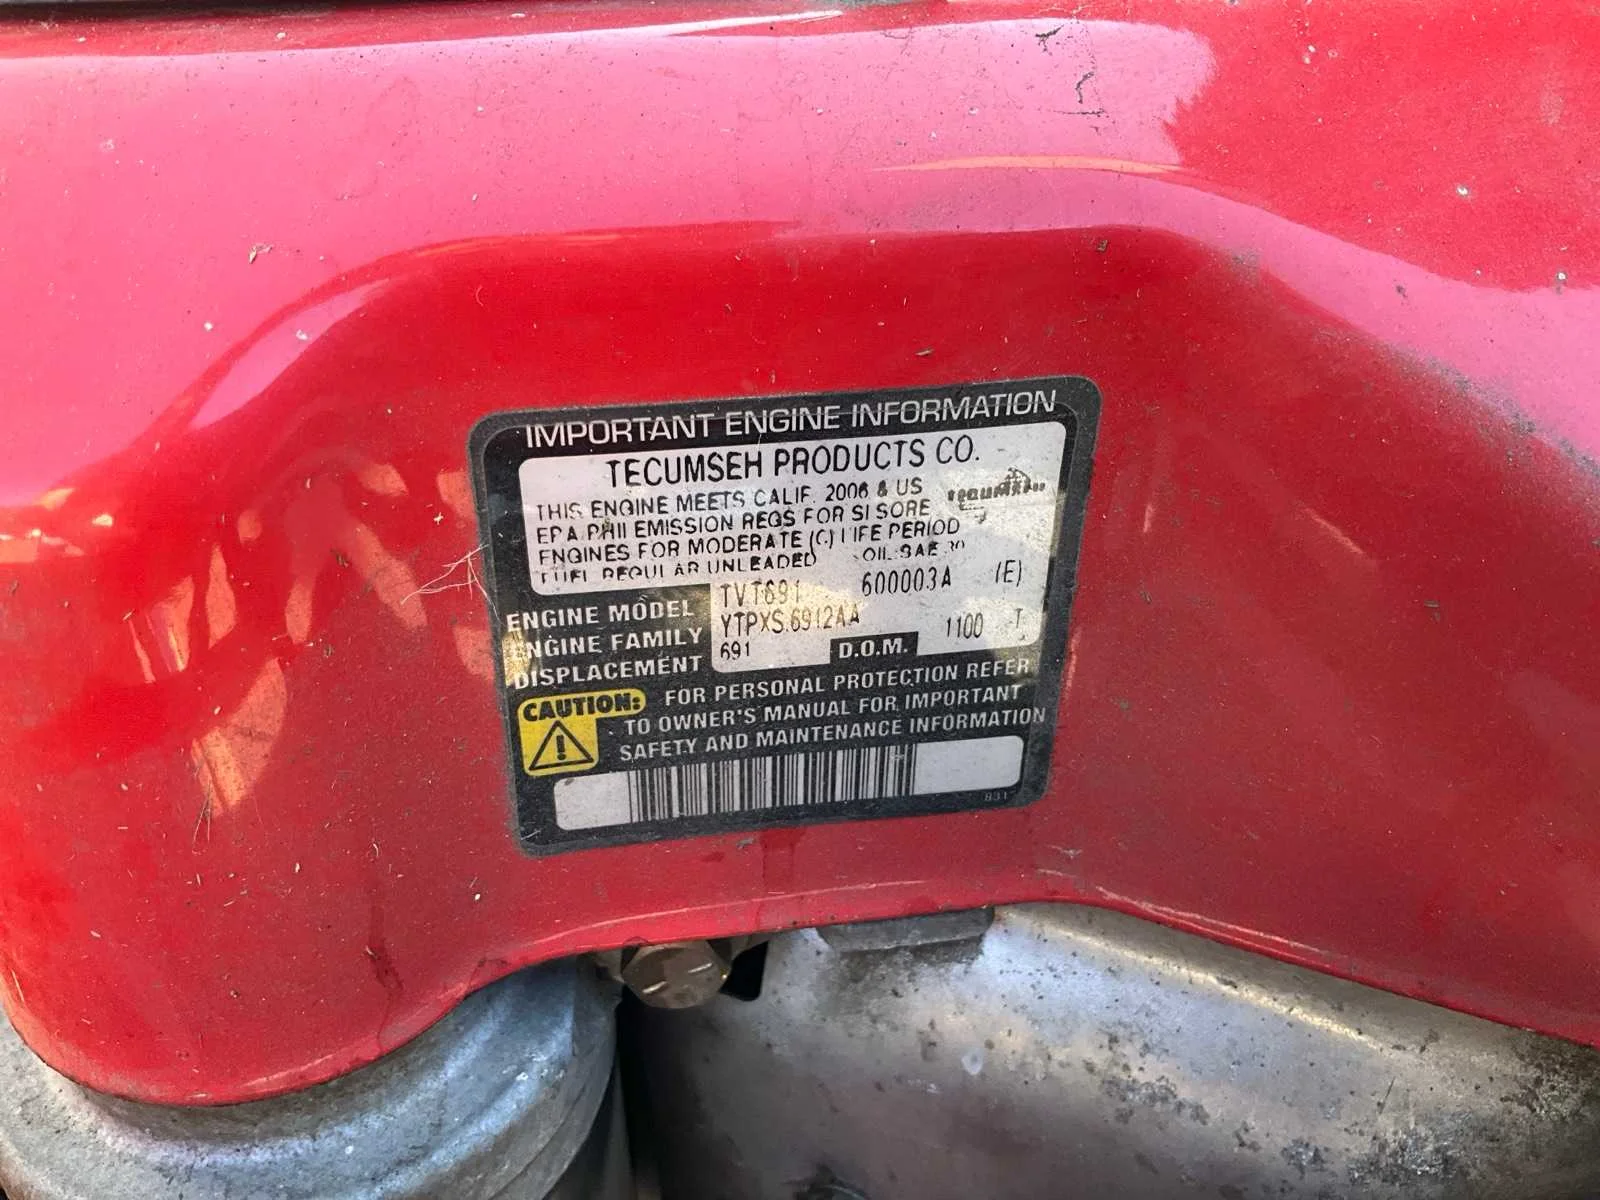 IMPORTANT ENGINE INFORMATION
TECUMSEH PRODUCTS CO.
THIS ENGINE MEETS CALIF. 2006 & US
EPA PHII EMISSION REGS FOR SI SORE
ENGINES FOR MODERATE (C) LIFE PERIOD
FUEL REGULAR UNLEADED OIL: SAE 30
Tecumseh
ENGINE MODEL TVT691 600003A (E)
ENGINE FAMILY YTPXS.6912AA
DISPLACEMENT 691 D.O.M. 1100
CAUTION: FOR PERSONAL PROTECTION REFER
TO OWNER'S MANUAL FOR IMPORTANT
SAFETY AND MAINTENANCE INFORMATION
831